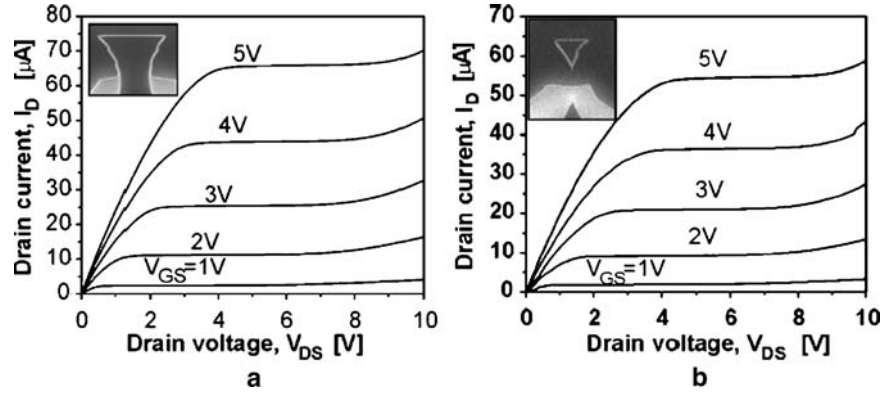 Drain current, I_D [μA]
80
70
60
50
40
30
20
10
0
5V
4V
3V
2V
V_GS=1V
0 2 4 6 8 10
Drain voltage, V_DS [V]
a
Drain current, I_D [μA]
70
60
50
40
30
20
10
0
5V
4V
3V
2V
V_GS=1V
0 2 4 6 8 10
Drain voltage, V_DS [V]
b